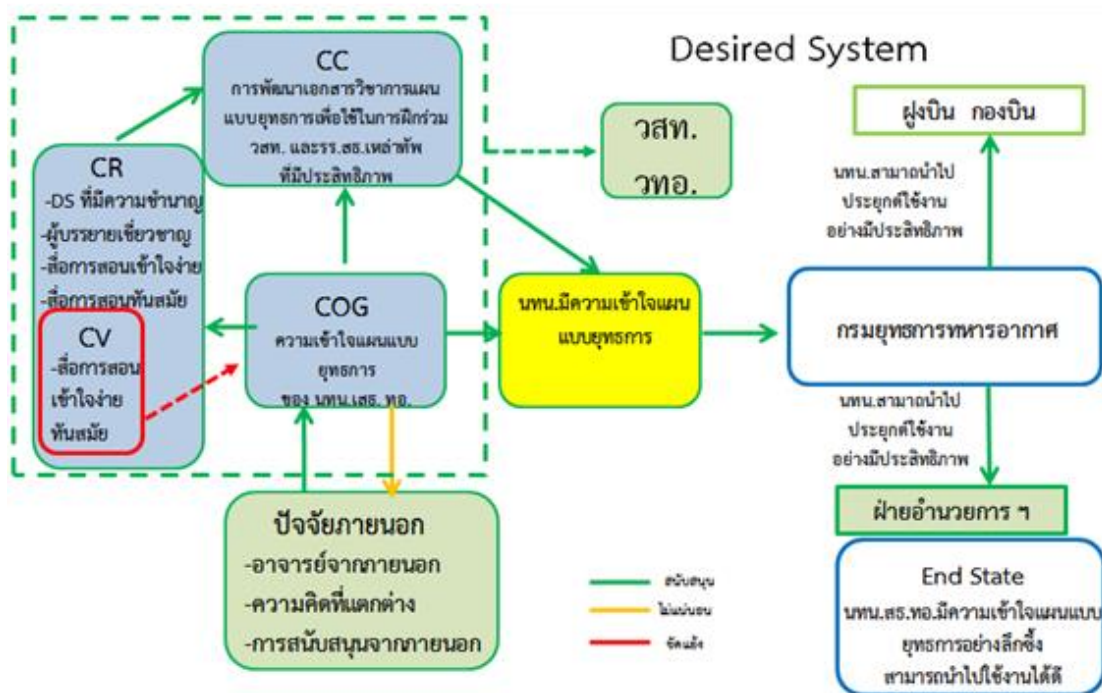 Desired System
CC
การพัฒนาเอกสารวิชาการแผน
แบบยุทธการเพื่อใช้ในการฝึกร่วม
วสท. และรร.สธ.เหล่าทัพ
ที่มีประสิทธิภาพ
วสท.
วทอ.
ฝูงบิน กองบิน
นทน.สามาถนำไป
ประยุกต์ใช้งาน
อย่างมีประสิทธิภาพ
CR
-DS ที่มีความชำนาญ
-ผู้บรรยายเชี่ยวชาญ
-สื่อการสอนเข้าใจง่าย
-สื่อการสอนทันสมัย
CV
-สื่อการสอน
เข้าใจง่าย
ทันสมัย
COG
ความเข้าใจแผนแบบ
ยุทธการ
ของ นทน.เสธ. ทอ.
นทน.มีความเข้าใจแผน
แบบยุทธการ
กรมยุทธการทหารอากาศ
นทน.สามาถนำไป
ประยุกต์ใช้งาน
อย่างมีประสิทธิภาพ
ฝ่ายอำนวยการ ฯ
ปัจจัยภายนอก
-อาจารย์จากภายนอก
-ความคิดที่แตกต่าง
-การสนับสนุนจากภายนอก
สนับสนุน
ไม่แน่นอน
ขัดแย้ง
End State
นทน.สธ.ทอ.มีความเข้าใจแผนแบบ
ยุทธการอย่างลึกซึ้ง
สามารถนำไปใช้งานได้ดี